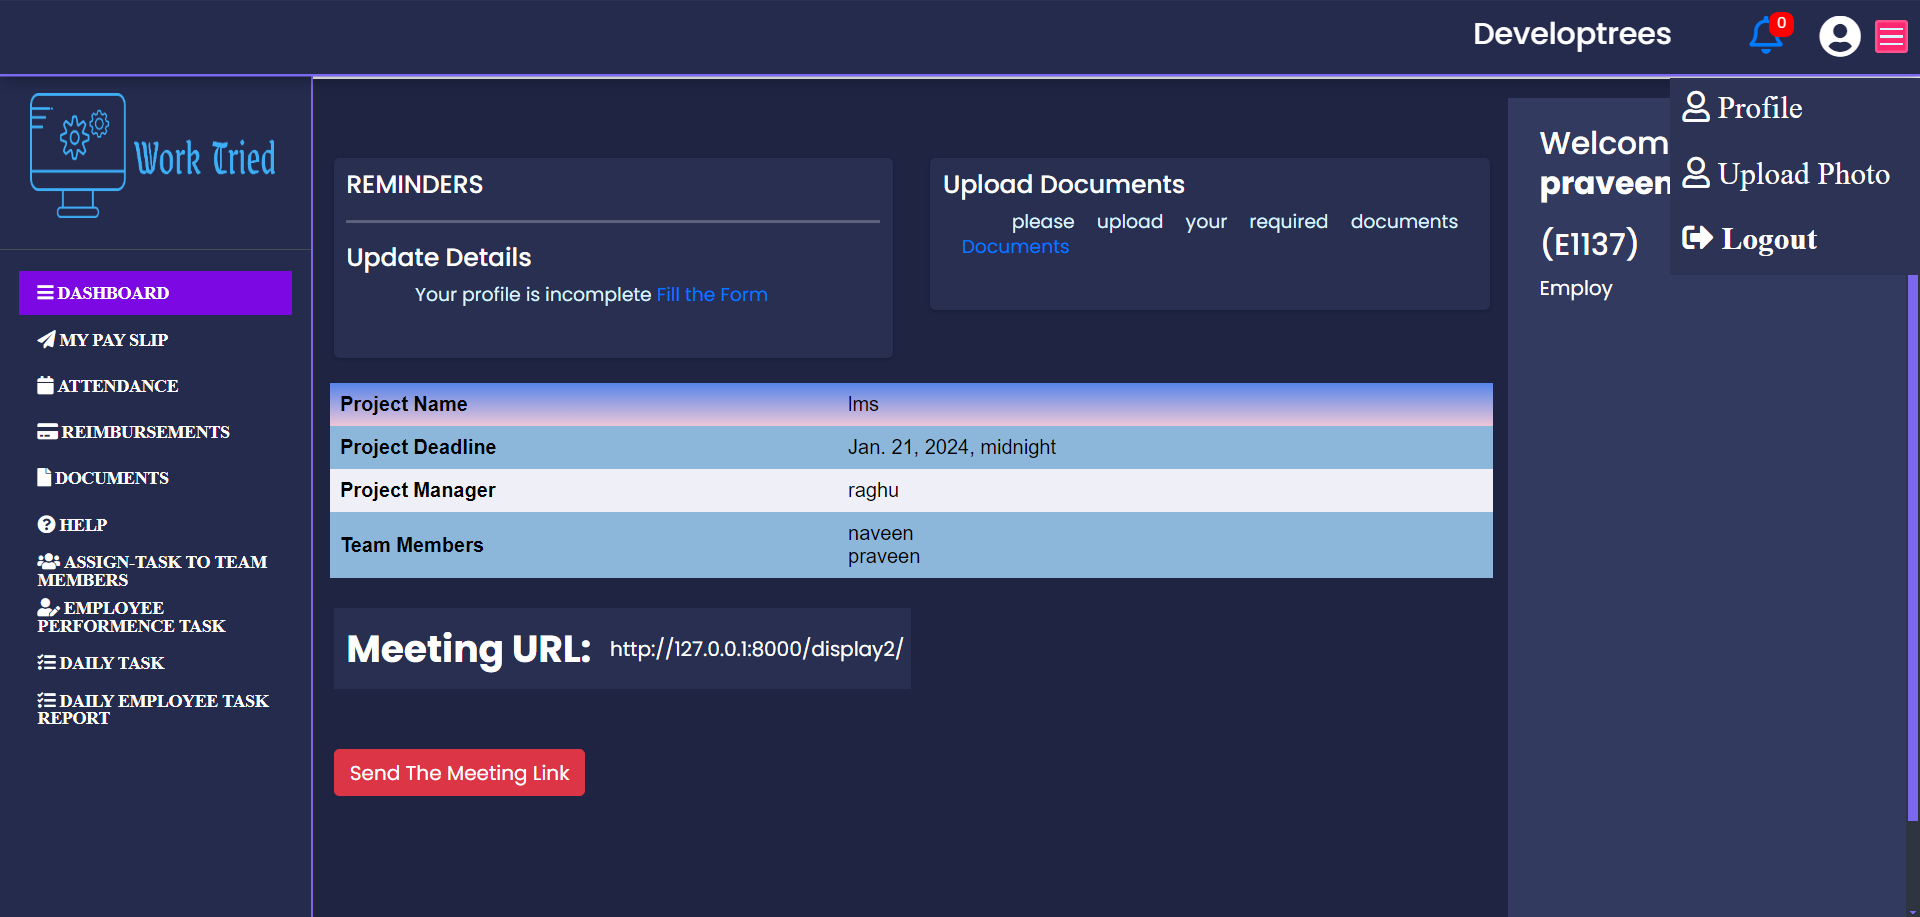 Developtrees
0
Work Tried
DASHBOARD
MY PAY SLIP
ATTENDANCE
REIMBURSEMENTS
DOCUMENTS
HELP
ASSIGN-TASK TO TEAM
MEMBERS
EMPLOYEE
PERFORMENCE TASK
DAILY TASK
DAILY EMPLOYEE TASK
REPORT
REMINDERS
Update Details
Your profile is incomplete Fill the Form
Upload Documents
please upload your required documents
Documents
Project Name lms
Project Deadline Jan. 21, 2024, midnight
Project Manager raghu
Team Members naveen
praveen
Meeting URL: http://127.0.0.1:8000/display2/
Send The Meeting Link
Welcom
praveen
(E1137)
Employ
Profile
Upload Photo
Logout